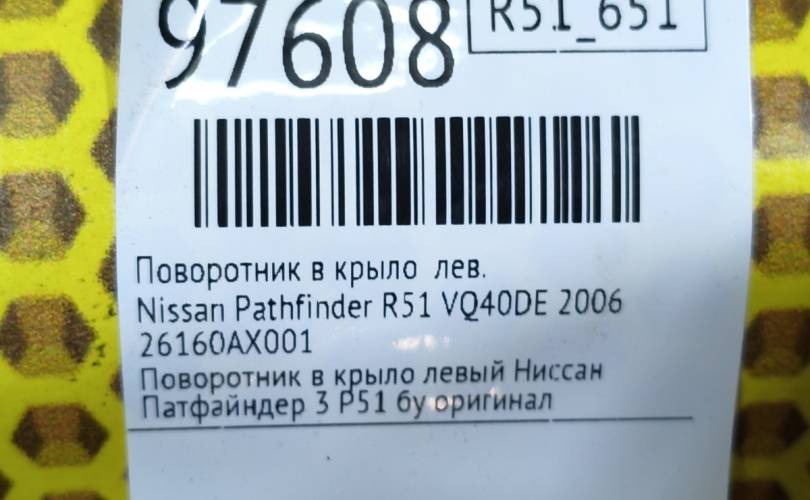 97608
R51_651
Поворотник в крыло лев.
Nissan Pathfinder R51 VQ40DE 2006
26160AX001
Поворотник в крыло левый Ниссан
Патфайндер 3 Р51 бу оригинал